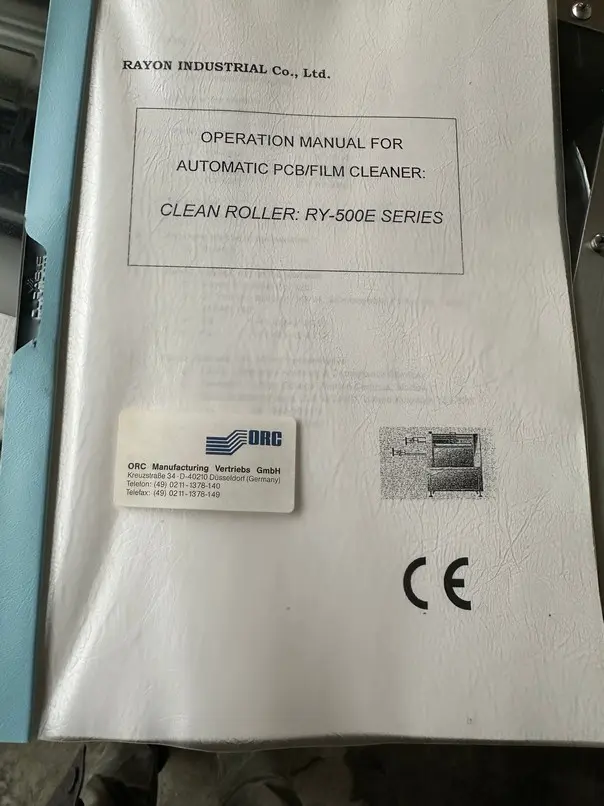 RAYON INDUSTRIAL Co., Ltd.
OPERATION MANUAL FOR
AUTOMATIC PCB/FILM CLEANER:
CLEAN ROLLER: RY-500E SERIES
DURABLE
ORC
ORC Manufacturing Vertriebs GmbH
Kreuzstraße 34 · D-40210 Düsseldorf (Germany)
Telefon: (49) 0211-1378-140
Telefax: (49) 0211-1378-149
CE